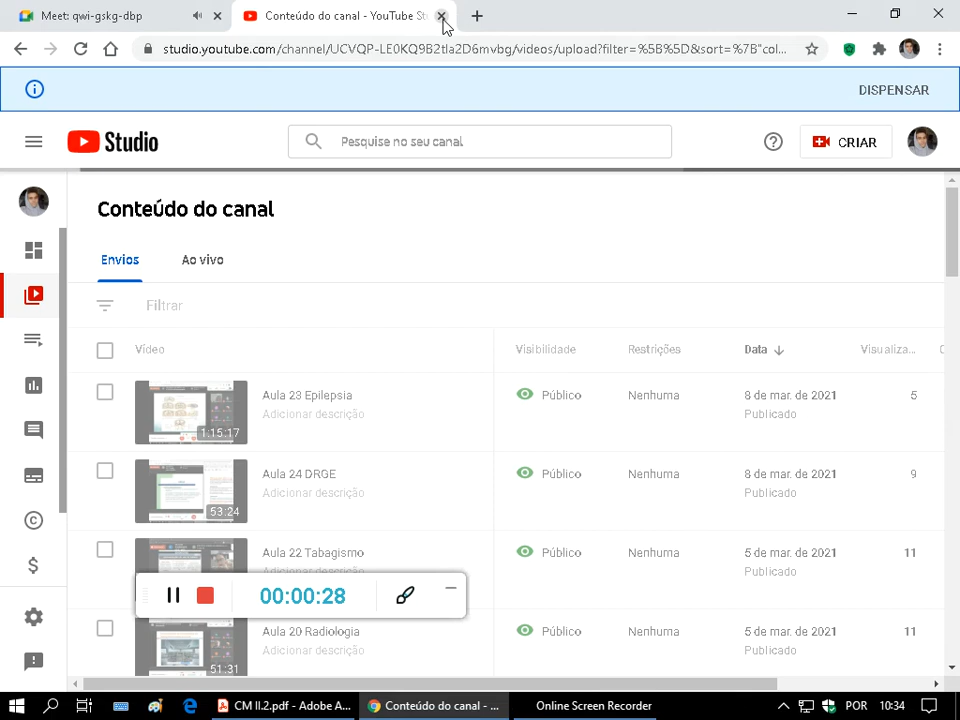 Meet: qwi-gskg-dbp
Conteúdo do canal - YouTube Stu
studio.youtube.com/channel/UCVQP-LE0KQ9B2tla2D6mvbg/videos/upload?filter=%5B%5D&sort=%7B"col...
DISPENSAR
Studio
Pesquise no seu canal
CRIAR
Conteúdo do canal
Envios
Ao vivo
Filtrar
Vídeo
Visibilidade
Restrições
Data
Visualiza...
Aula 23 Epilepsia
Adicionar descrição
1:15:17
Público
Nenhuma
8 de mar. de 2021
Publicado
5
Aula 24 DRGE
Adicionar descrição
53:24
Público
Nenhuma
8 de mar. de 2021
Publicado
9
Aula 22 Tabagismo
Adicionar descrição
Público
Nenhuma
5 de mar. de 2021
Publicado
11
00:00:28
Aula 20 Radiologia
Adicionar descrição
51:31
Público
Nenhuma
5 de mar. de 2021
Publicado
11
CM II.2.pdf - Adobe A...
Conteúdo do canal - ...
Online Screen Recorder
POR
10:34